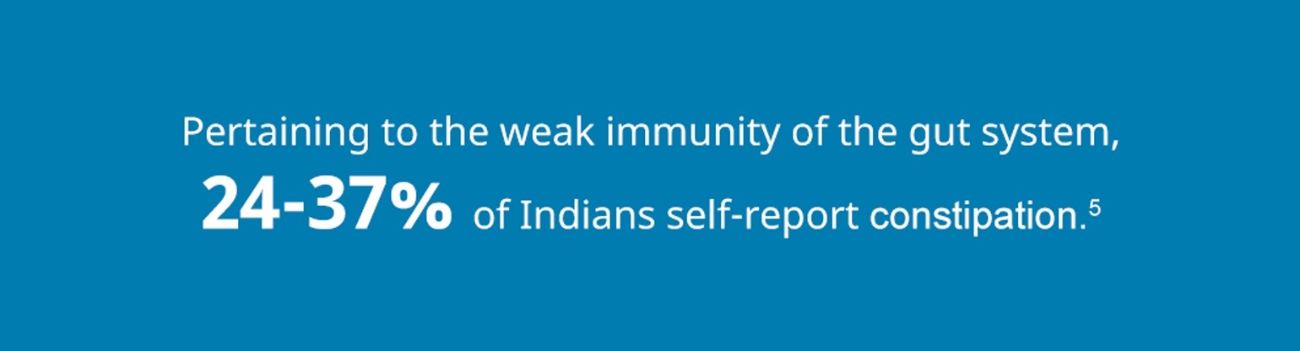 Pertaining to the weak immunity of the gut system,
24-37% of Indians self-report constipation.⁵